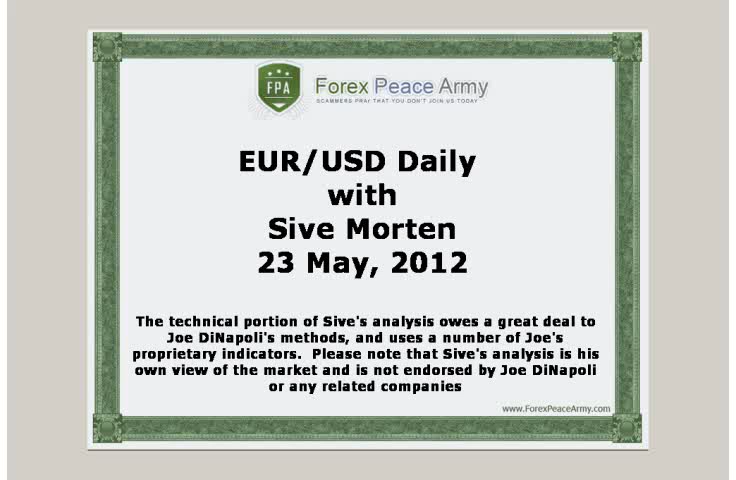 FPA
Forex Peace Army
SCAMMERS PRAY THAT YOU DON'T JOIN US TODAY
EUR/USD Daily
with
Sive Morten
23 May, 2012
The technical portion of Sive's analysis owes a great deal to
Joe DiNapoli's methods, and uses a number of Joe's
proprietary indicators. Please note that Sive's analysis is his
own view of the market and is not endorsed by Joe DiNapoli
or any related companies
www.ForexPeaceArmy.com